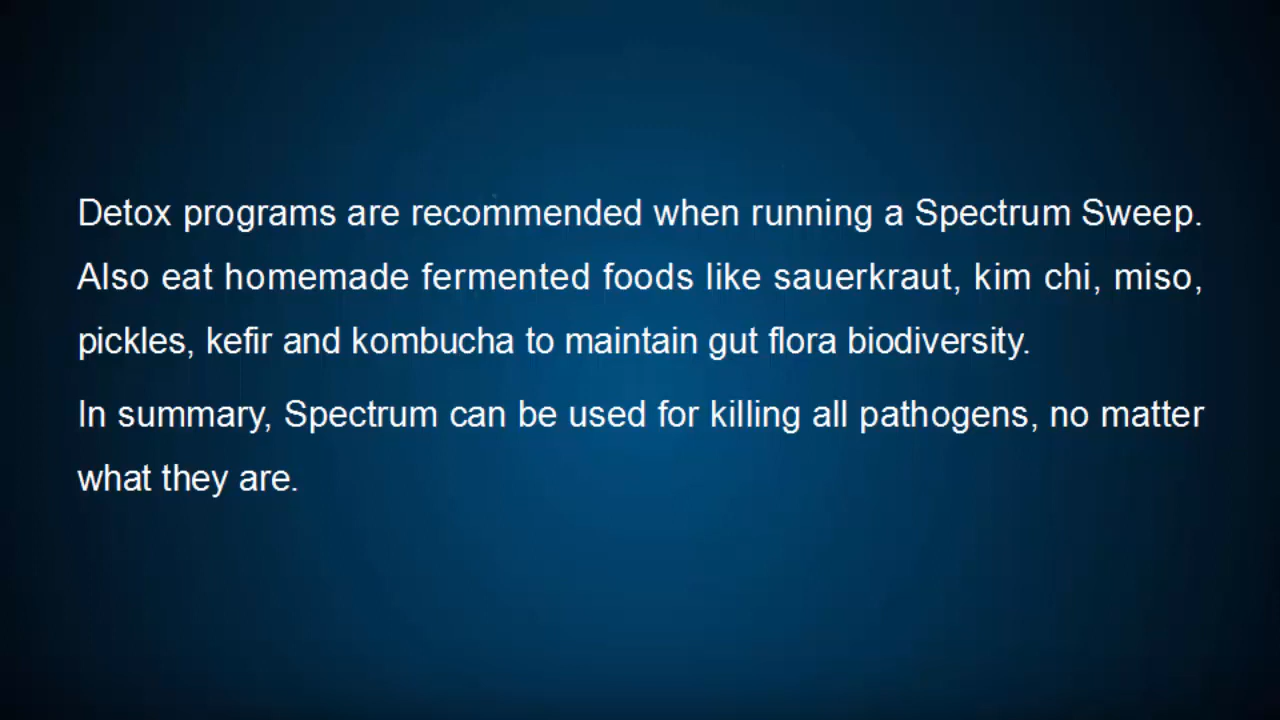 Detox programs are recommended when running a Spectrum Sweep.
Also eat homemade fermented foods like sauerkraut, kim chi, miso,
pickles, kefir and kombucha to maintain gut flora biodiversity.
In summary, Spectrum can be used for killing all pathogens, no matter
what they are.